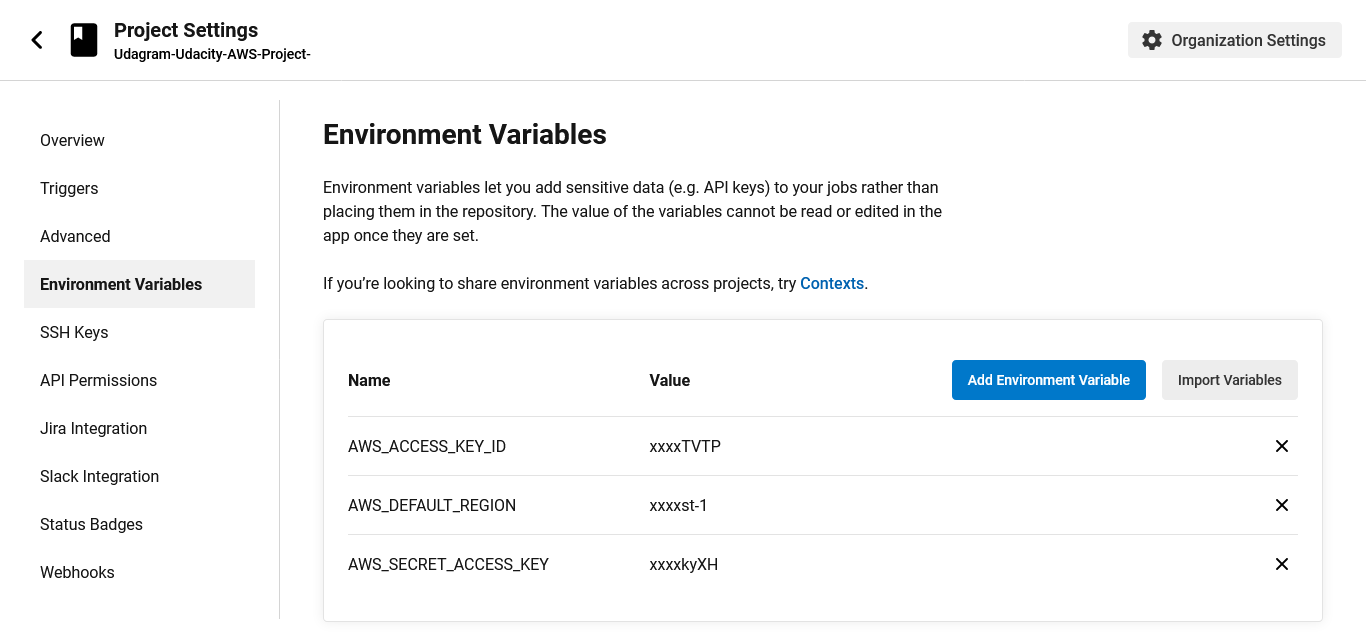 Project Settings
Udagram-Udacity-AWS-Project-
Organization Settings
Overview
Triggers
Advanced
Environment Variables
SSH Keys
API Permissions
Jira Integration
Slack Integration
Status Badges
Webhooks
Environment Variables
Environment variables let you add sensitive data (e.g. API keys) to your jobs rather than
placing them in the repository. The value of the variables cannot be read or edited in the
app once they are set.
If you’re looking to share environment variables across projects, try Contexts.
Name Value Add Environment Variable Import Variables
AWS_ACCESS_KEY_ID xxxxTVTP
AWS_DEFAULT_REGION xxxxst-1
AWS_SECRET_ACCESS_KEY xxxxkyXH